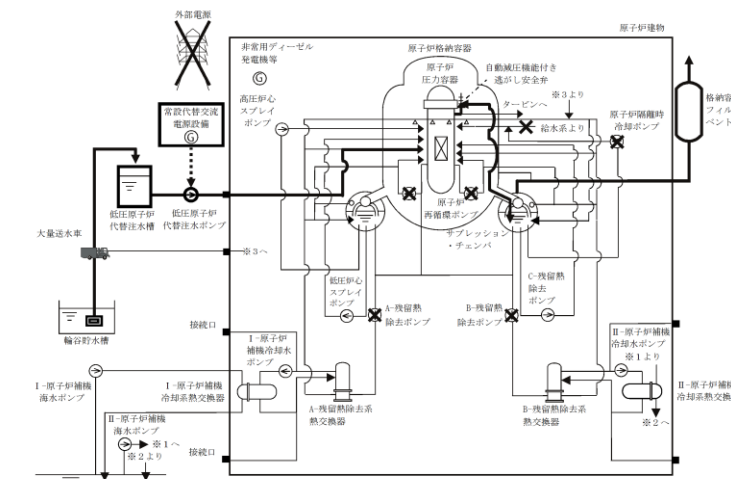 外部電源
原子炉建物
非常用ディーゼル
発電機等
G
原子炉格納容器
原子炉
圧力容器
自動減圧機能付き
逃がし安全弁
高圧炉心
スプレイ
ポンプ
タービンへ
※3より
給水系より
原子炉隔離時
冷却ポンプ
格納容
フィル
ベント
常設代替交流
電源設備
G
低圧原子炉
代替注水槽
低圧原子炉
代替注水ポンプ
原子炉
再循環ポンプ
サプレッション
・チェンバ
大量送水車
※3へ
低圧炉心
スプレイ
ポンプ
A-残留熱
除去ポンプ
B-残留熱
除去ポンプ
C-残留熱
除去
ポンプ
輪谷貯水槽
接続口
接続口
Ⅰ-原子炉
補機冷却水
ポンプ
Ⅱ-原子炉補機
冷却水ポンプ
※1より
Ⅰ-原子炉補機
海水ポンプ
Ⅰ-原子炉補機
冷却系熱交換器
A-残留熱除去系
熱交換器
B-残留熱除去系
熱交換器
Ⅱ-原子炉補機
冷却系熱交換
※2へ
Ⅱ-原子炉補機
海水ポンプ
※1へ
※2より
接続口
接続口